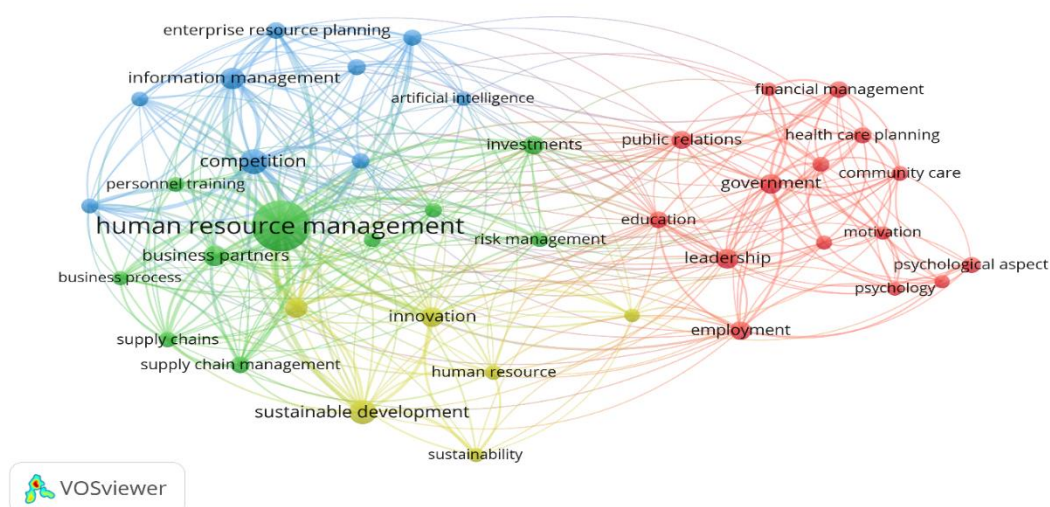 enterprise resource planning
information management
artificial intelligence
financial management
public relations
health care planning
investments
competition
community care
personnel training
government
education
human resource management
motivation
risk management
business partners
leadership
psychological aspect
business process
psychology
innovation
employment
supply chains
supply chain management
human resource
sustainable development
sustainability
VOSviewer